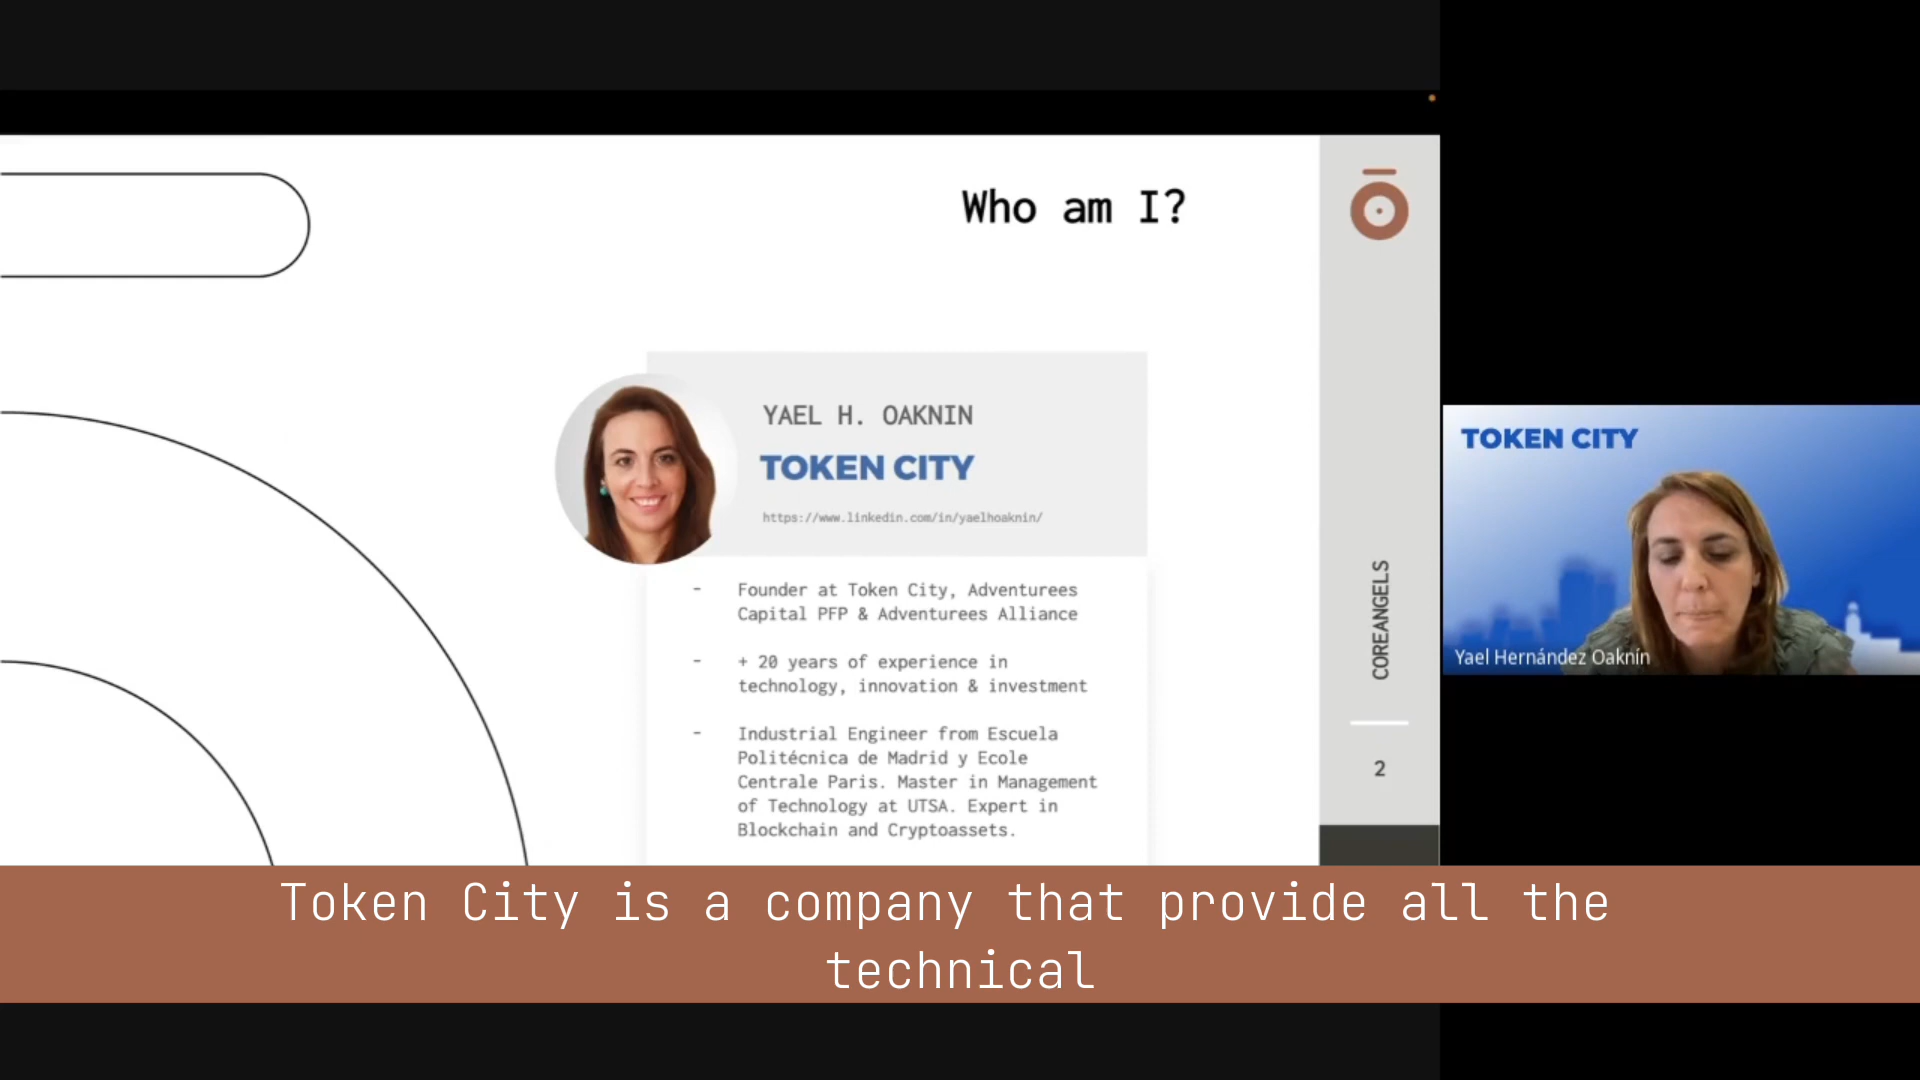 Who am I?
YAEL H. OAKNIN
TOKEN CITY
https://www.linkedin.com/in/yaelhoaknin/
- Founder at Token City, Adventurees
Capital PFP & Adventurees Alliance
- + 20 years of experience in
technology, innovation & investment
- Industrial Engineer from Escuela
Politécnica de Madrid y Ecole
Centrale Paris. Master in Management
of Technology at UTSA. Expert in
Blockchain and Cryptoassets.
COREANGELS
2
TOKEN CITY
Yael Hernández Oaknín
Token City is a company that provide all the
technical